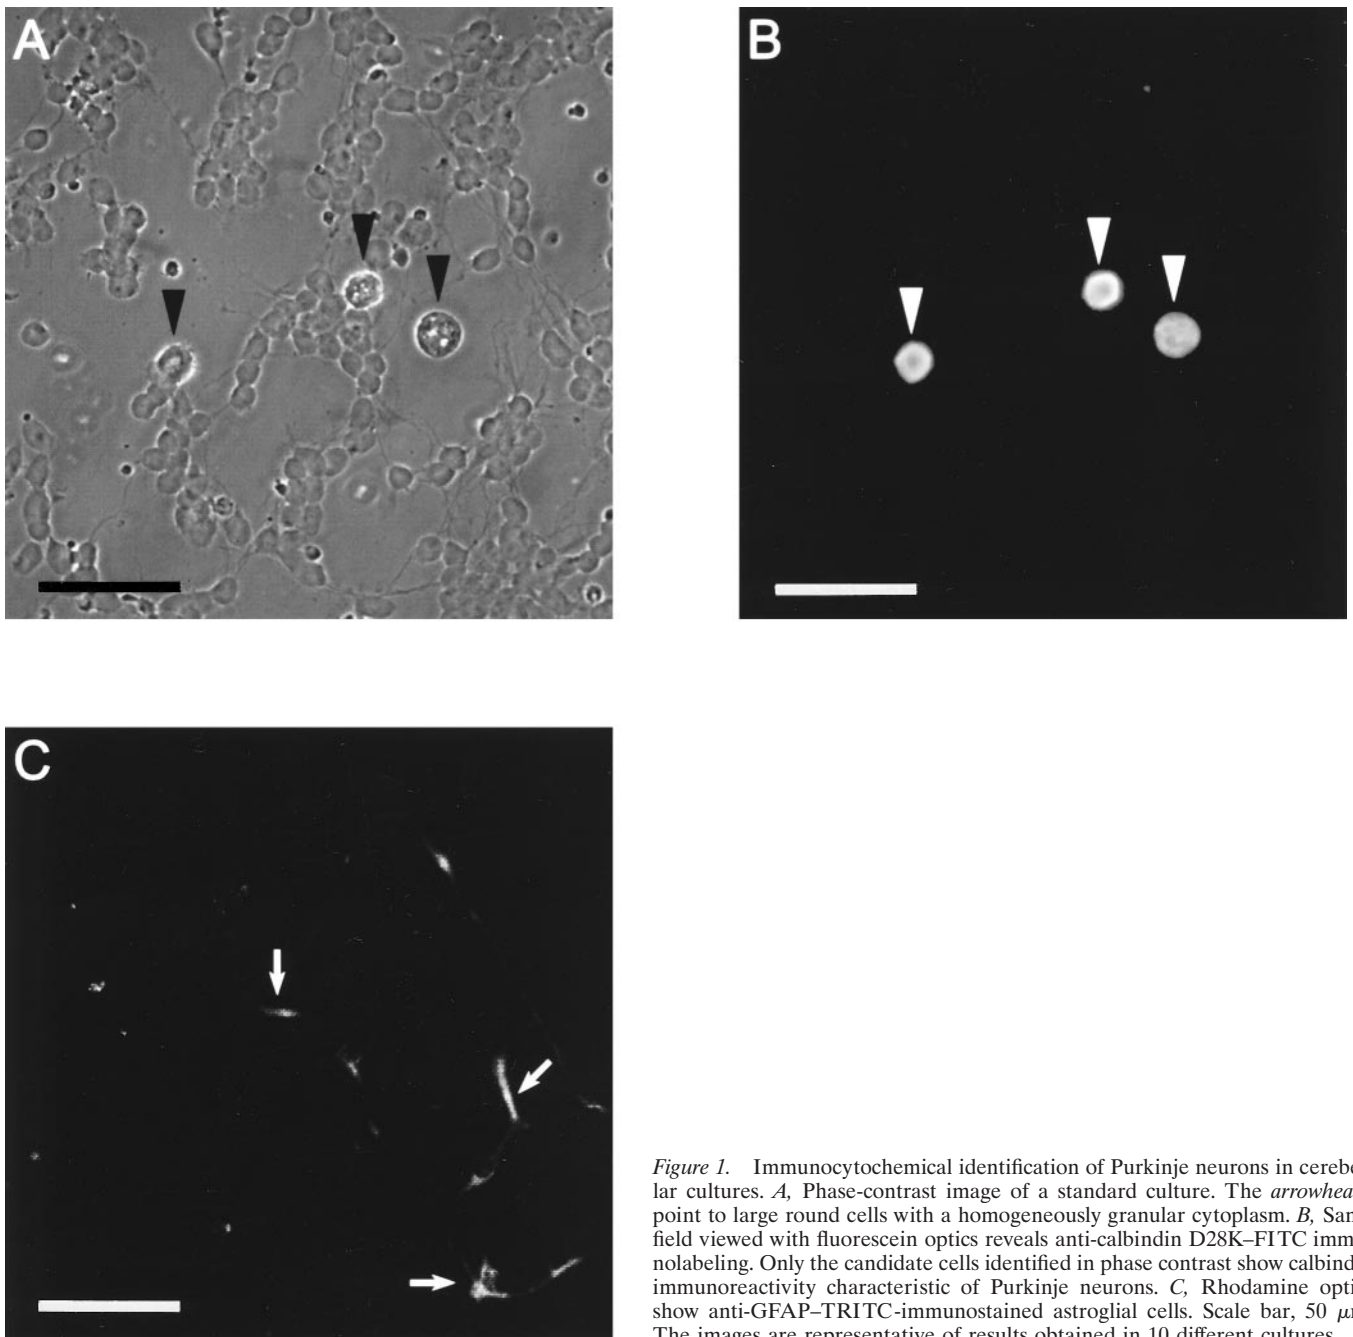 A
B
C
Figure 1. Immunocytochemical identification of Purkinje neurons in cerebe
lar cultures. A, Phase-contrast image of a standard culture. The arrowhea
point to large round cells with a homogeneously granular cytoplasm. B, Sam
field viewed with fluorescein optics reveals anti-calbindin D28K–FITC imm
nolabeling. Only the candidate cells identified in phase contrast show calbind
immunoreactivity characteristic of Purkinje neurons. C, Rhodamine opti
show anti-GFAP–TRITC-immunostained astroglial cells. Scale bar, 50 μ
The images are representative of results obtained in 10 different cultures.